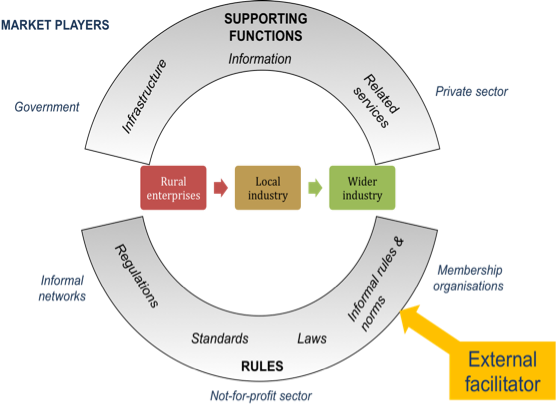 MARKET PLAYERS
SUPPORTING
FUNCTIONS
Information
Infrastructure
Related
services
Government
Private sector
Rural
enterprises
Local
industry
Wider
industry
Regulations
Informal rules &
norms
Informal
networks
Membership
organisations
Standards
Laws
RULES
Not-for-profit sector
External
facilitator